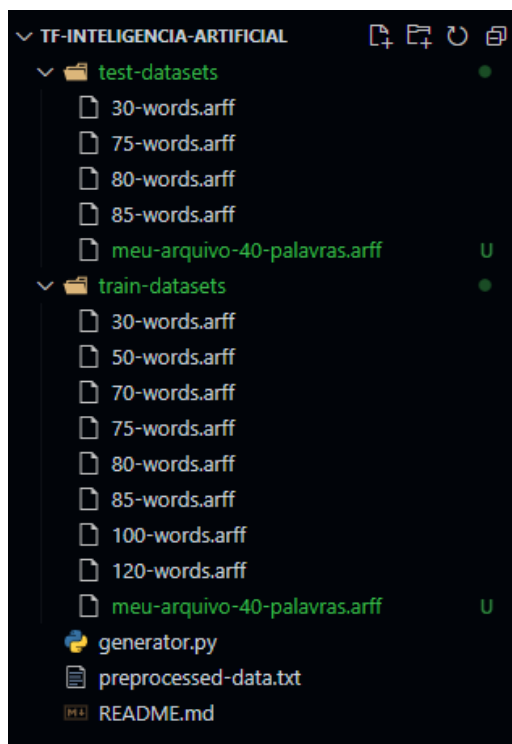 TF-INTELIGENCIA-ARTIFICIAL
test-datasets
30-words.arff
75-words.arff
80-words.arff
85-words.arff
meu-arquivo-40-palavras.arff U
train-datasets
30-words.arff
50-words.arff
70-words.arff
75-words.arff
80-words.arff
85-words.arff
100-words.arff
120-words.arff
meu-arquivo-40-palavras.arff U
generator.py
preprocessed-data.txt
README.md